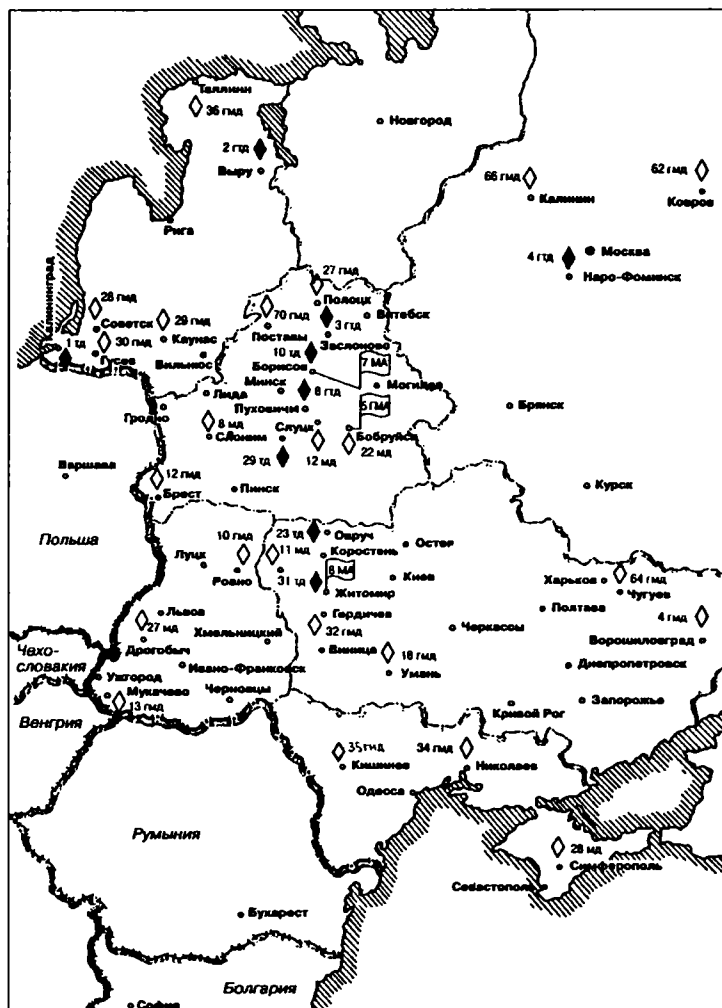 Таллинн
36 гмд
2 гтд
Выру
Новгород
66 гмд
Калинин
62 гмд
Ковров
Рига
4 гтд
Москва
Наро-Фоминск
Калининград
28 гмд
Советск
29 гмд
Каунас
30 гмд
1 тд
Гусев
Вильнюс
27 гмд
Полоцк
70 гмд
Поставы
Витебск
3 гтд
Заслоново
10 тд
Борисов
7 МА
Минск
8 гтд
Могилев
Лида
Пуховичи
5 ГМА
Гродно
8 мд
Слоним
Слуцк
Бобруйск
12 мд
22 мд
29 тд
Брянск
Варшава
12 гмд
Брест
Пинск
Курск
Польша
10 гмд
23 тд
Овруч
Остер
Луцк
Ровно
11 мд
Коростень
31 тд
8 МА
Киев
Житомир
Харьков
64 гмд
Чугуев
Львов
27 мд
Хмельницкий
Бердичев
32 гмд
Черкассы
Полтава
4 гмд
Ворошиловград
Чехо-
словакия
Дрогобыч
Ивано-Франковск
Винница
18 гмд
Умань
Днепропетровск
Ужгород
Мукачево
13 гмд
Черновцы
Кривой Рог
Запорожье
Венгрия
35 гмд
Кишинев
34 гмд
Николаев
Одесса
Румыния
28 мд
Симферополь
Севастополь
Бухарест
Болгария
София